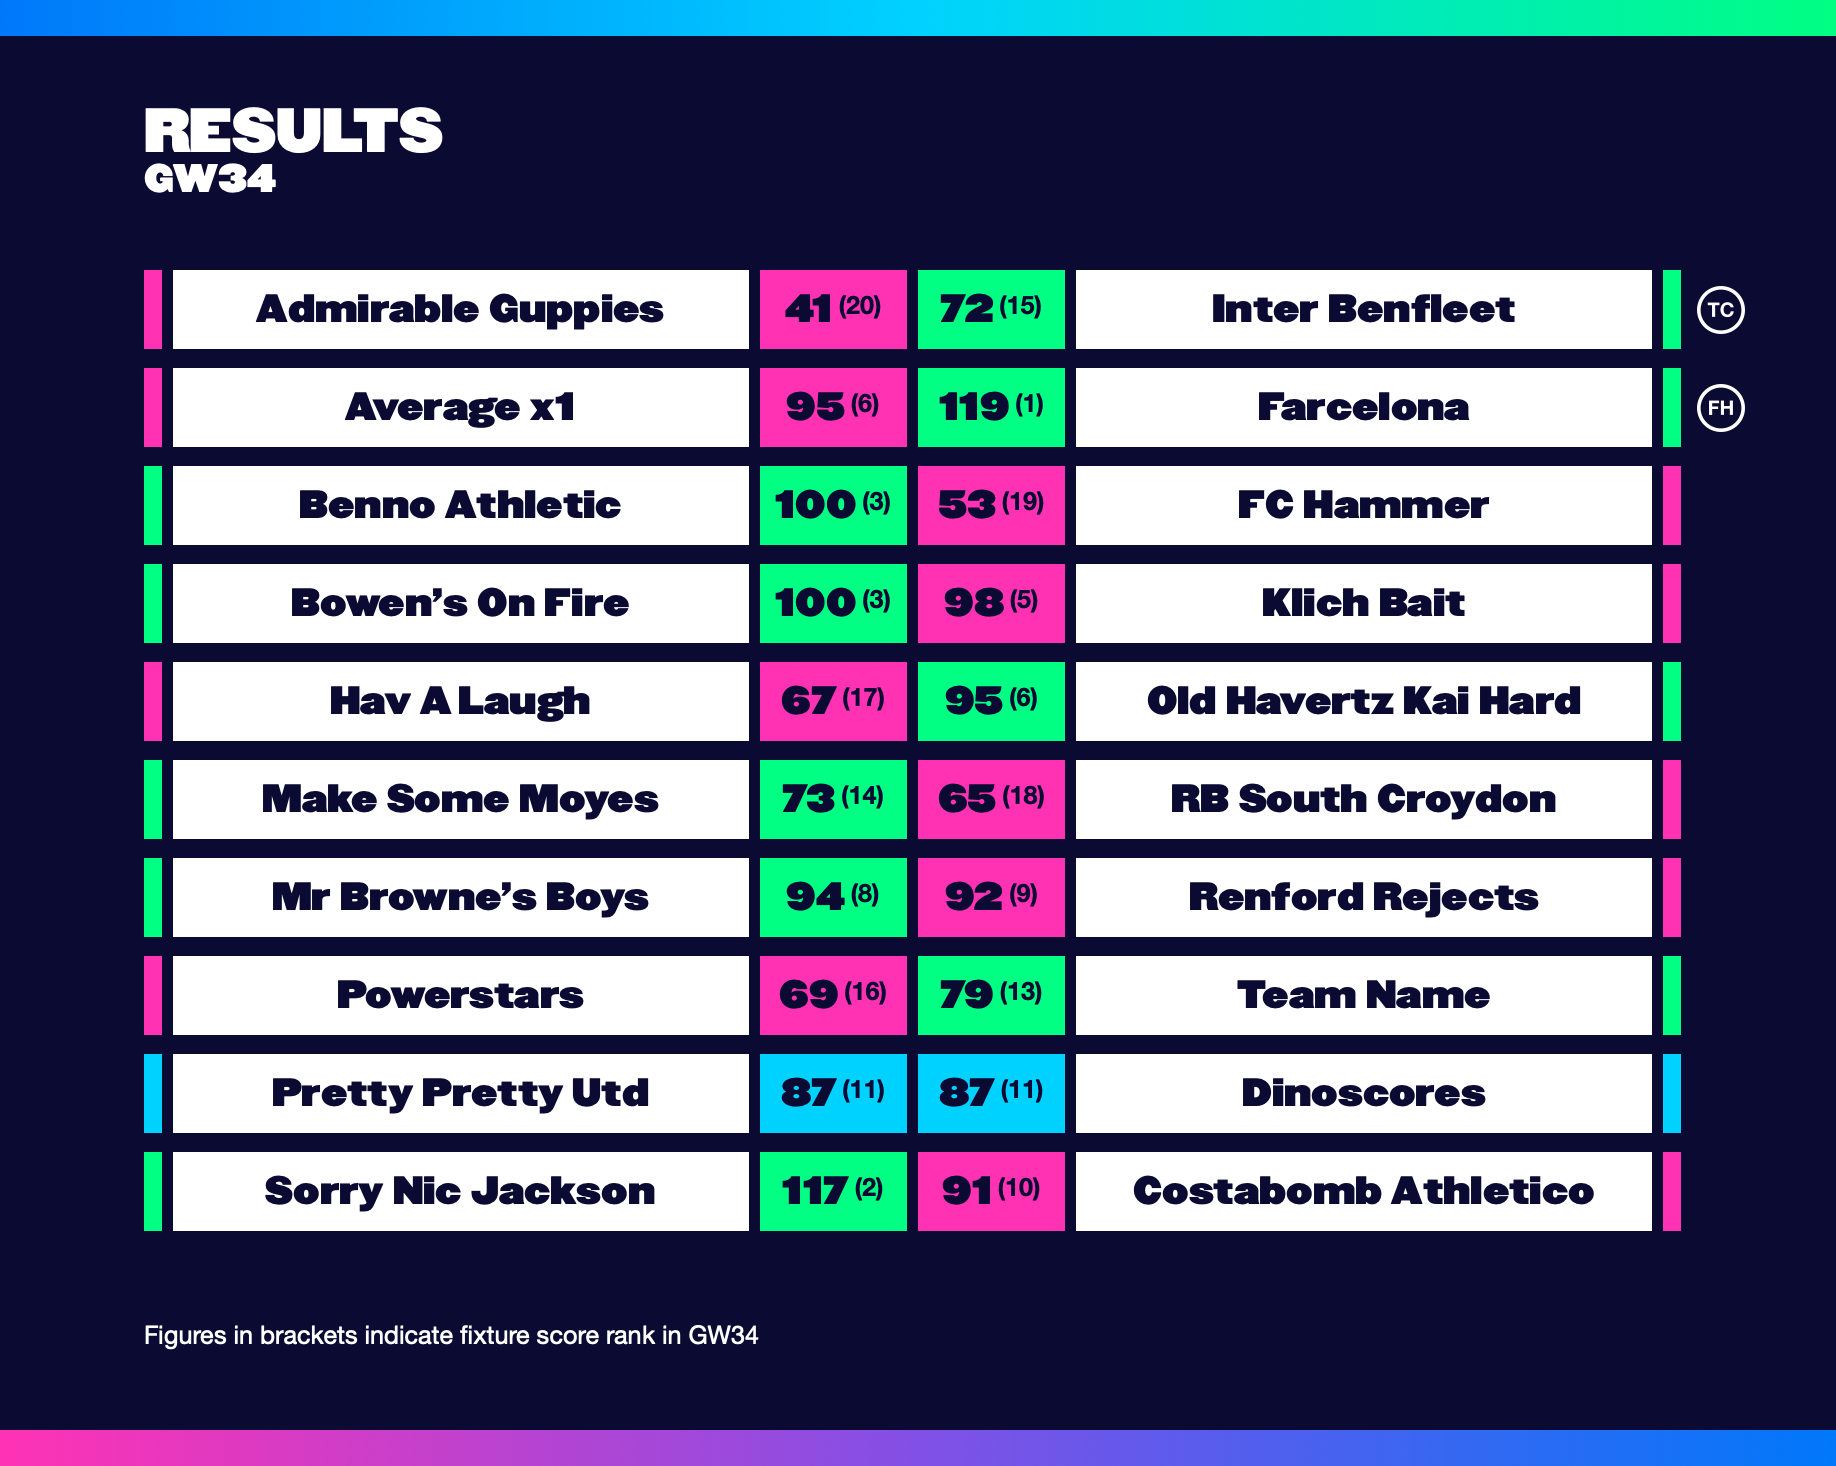 RESULTS
GW34
Admirable Guppies 41 (20) 72 (15) Inter Benfleet TC
Average x1 95 (6) 119 (1) Farcelona FH
Benno Athletic 100 (3) 53 (19) FC Hammer
Bowen’s On Fire 100 (3) 98 (5) Klich Bait
Hav A Laugh 67 (17) 95 (6) Old Havertz Kai Hard
Make Some Moyes 73 (14) 65 (18) RB South Croydon
Mr Browne’s Boys 94 (8) 92 (9) Renford Rejects
Powerstars 69 (16) 79 (13) Team Name
Pretty Pretty Utd 87 (11) 87 (11) Dinoscores
Sorry Nic Jackson 117 (2) 91 (10) Costabomb Athletico
Figures in brackets indicate fixture score rank in GW34